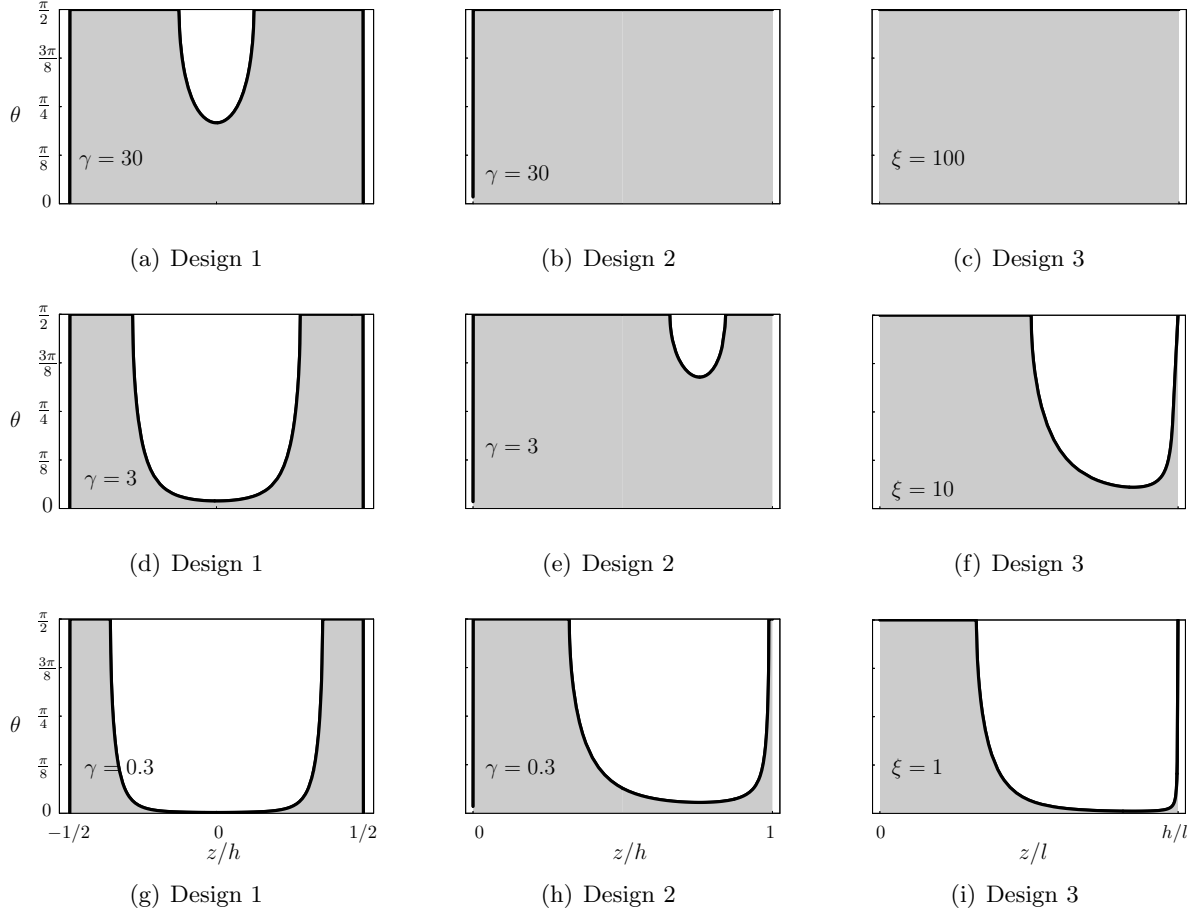 π/2
3π/8
θ π/4
π/8
0
γ = 30
γ = 30
ξ = 100
(a) Design 1
(b) Design 2
(c) Design 3
π/2
3π/8
θ π/4
π/8
0
γ = 3
γ = 3
ξ = 10
(d) Design 1
(e) Design 2
(f) Design 3
π/2
3π/8
θ π/4
π/8
0
γ = 0.3
γ = 0.3
ξ = 1
−1/2 0 1/2
z/h
0 1
z/h
0 h/l
z/l
(g) Design 1
(h) Design 2
(i) Design 3